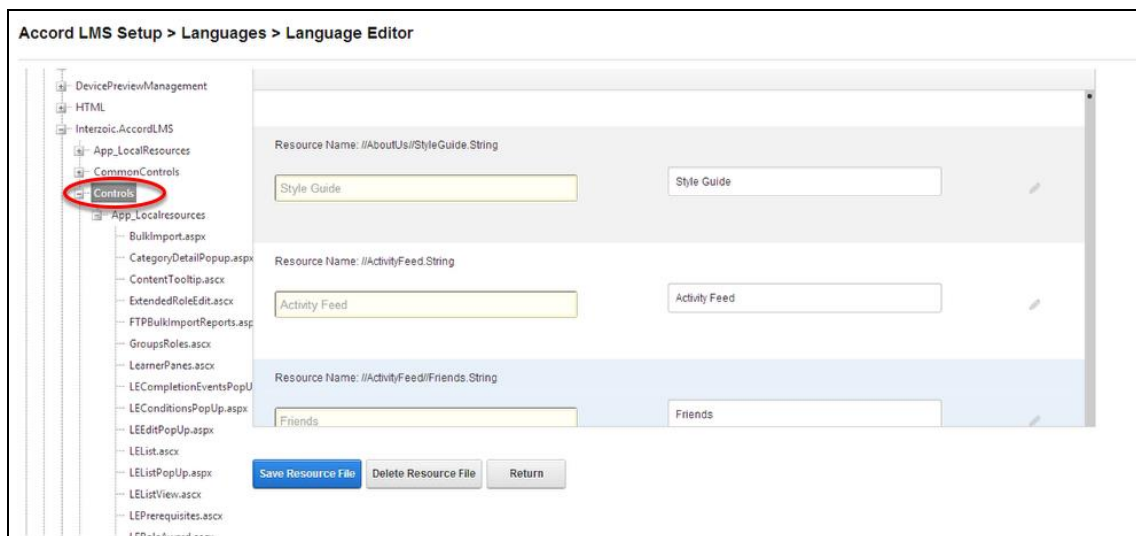 Accord LMS Setup > Languages > Language Editor
DevicePreviewManagement
HTML
Interzoic.AccordLMS
App_LocalResources
CommonControls
Controls
App_Localresources
BulkImport.aspx
CategoryDetailPopup.aspx
ContentTooltip.ascx
ExtendedRoleEdit.ascx
FTPBulkImportReports.asp
GroupsRoles.ascx
LearnerPanes.ascx
LECompletionEventsPopU
LEConditionsPopUp.aspx
LEEditPopUp.aspx
LEList.ascx
LEListPopUp.aspx
LEListView.ascx
LEPrerequisites.ascx
Resource Name: //AboutUs//StyleGuide.String
Style Guide Style Guide
Resource Name: //ActivityFeed.String
Activity Feed Activity Feed
Resource Name: //ActivityFeed//Friends.String
Friends Friends
Save Resource File Delete Resource File Return